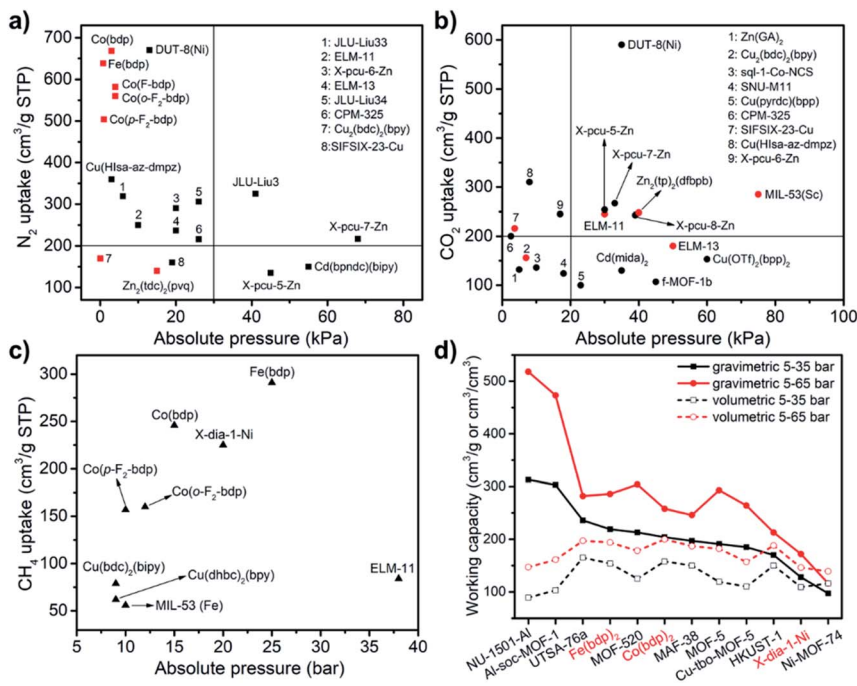 a)
N₂ uptake (cm³/g STP)
700
600
500
400
300
200
100
0
20
40
60
80
Absolute pressure (kPa)
Co(bdp)
DUT-8(Ni)
Fe(bdp)
Co(F-bdp)
Co(o-F₂-bdp)
Co(p-F₂-bdp)
Cu(HIsa-az-dmpz)
1
2
3
4
5
6
7
8
Zn₂(tdc)₂(pvq)
JLU-Liu3
X-pcu-7-Zn
Cd(bpndc)(bipy)
X-pcu-5-Zn
1: JLU-Liu33
2: ELM-11
3: X-pcu-6-Zn
4: ELM-13
5: JLU-Liu34
6: CPM-325
7: Cu₂(bdc)₂(bpy)
8:SIFSIX-23-Cu
b)
CO₂ uptake (cm³/g STP)
600
500
400
300
200
100
0
20
40
60
80
100
Absolute pressure (kPa)
DUT-8(Ni)
X-pcu-5-Zn
X-pcu-7-Zn
Zn₂(tp)₂(dfbpb)
8
9
7
MIL-53(Sc)
ELM-11
X-pcu-8-Zn
6
2
ELM-13
1
3
4
5
Cd(mida)₂
Cu(OTf)₂(bpp)₂
f-MOF-1b
1: Zn(GA)₂
2: Cu₂(bdc)₂(bpy)
3: sql-1-Co-NCS
4: SNU-M11
5: Cu(pyrdc)(bpp)
6: CPM-325
7: SIFSIX-23-Cu
8: Cu(HIsa-az-dmpz)
9: X-pcu-6-Zn
c)
CH₄ uptake (cm³/g STP)
300
250
200
150
100
50
5
10
15
20
25
30
35
40
Absolute pressure (bar)
Fe(bdp)
Co(bdp)
X-dia-1-Ni
Co(p-F₂-bdp)
Co(o-F₂-bdp)
Cu(bdc)₂(bipy)
Cu(dhbc)₂(bpy)
MIL-53 (Fe)
ELM-11
d)
Working capacity (cm³/g or cm³/cm³)
500
400
300
200
100
gravimetric 5-35 bar
gravimetric 5-65 bar
volumetric 5-35 bar
volumetric 5-65 bar
NU-1501-Al
Al-soc-MOF-1
UTSA-76a
Fe(bdp)₂
MOF-520
Co(bdp)₂
MAF-38
MOF-5
Cu-tbo-MOF-5
HKUST-1
X-dia-1-Ni
Ni-MOF-74